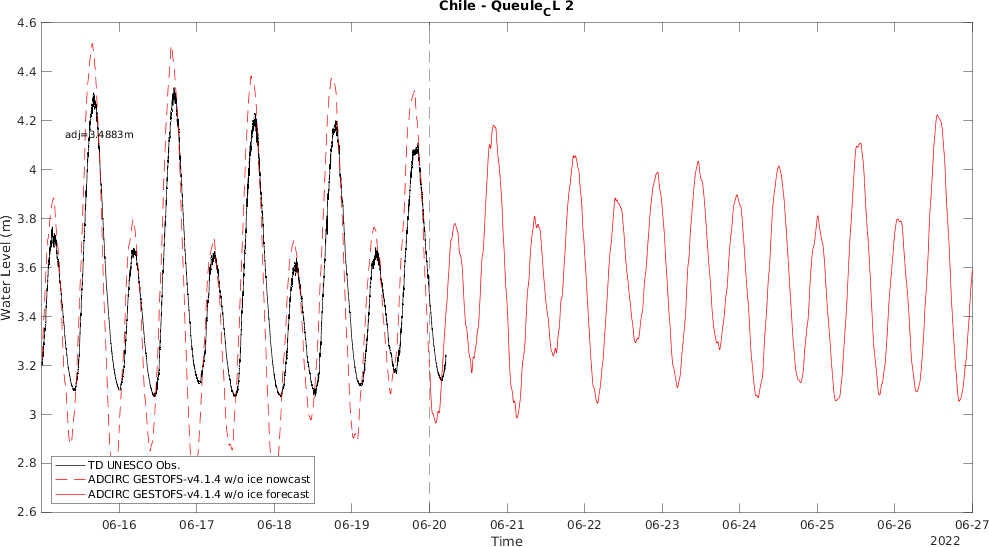 Chile - Queule_CL 2
4.6
4.4
4.2
4
3.8
3.6
3.4
3.2
3
2.8
2.6
Water Level (m)
adj=3.4883m
TD UNESCO Obs.
ADCIRC GESTOFS-v4.1.4 w/o ice nowcast
ADCIRC GESTOFS-v4.1.4 w/o ice forecast
06-16 06-17 06-18 06-19 06-20 06-21 06-22 06-23 06-24 06-25 06-26 06-27
Time
2022